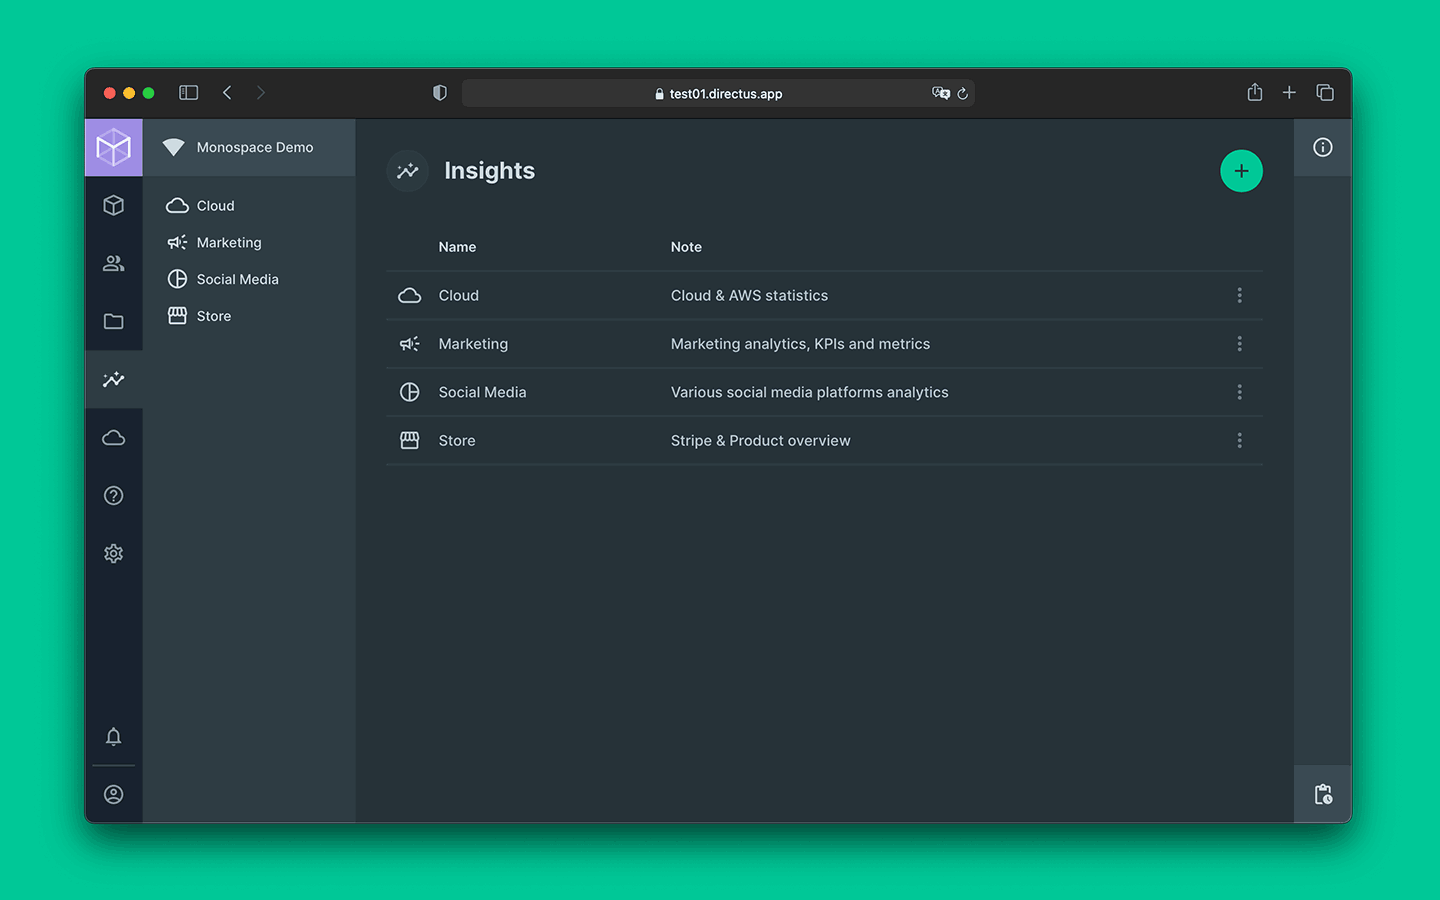 test01.directus.app
Monospace Demo
Cloud
Marketing
Social Media
Store
Insights
Name Note
Cloud Cloud & AWS statistics
Marketing Marketing analytics, KPIs and metrics
Social Media Various social media platforms analytics
Store Stripe & Product overview